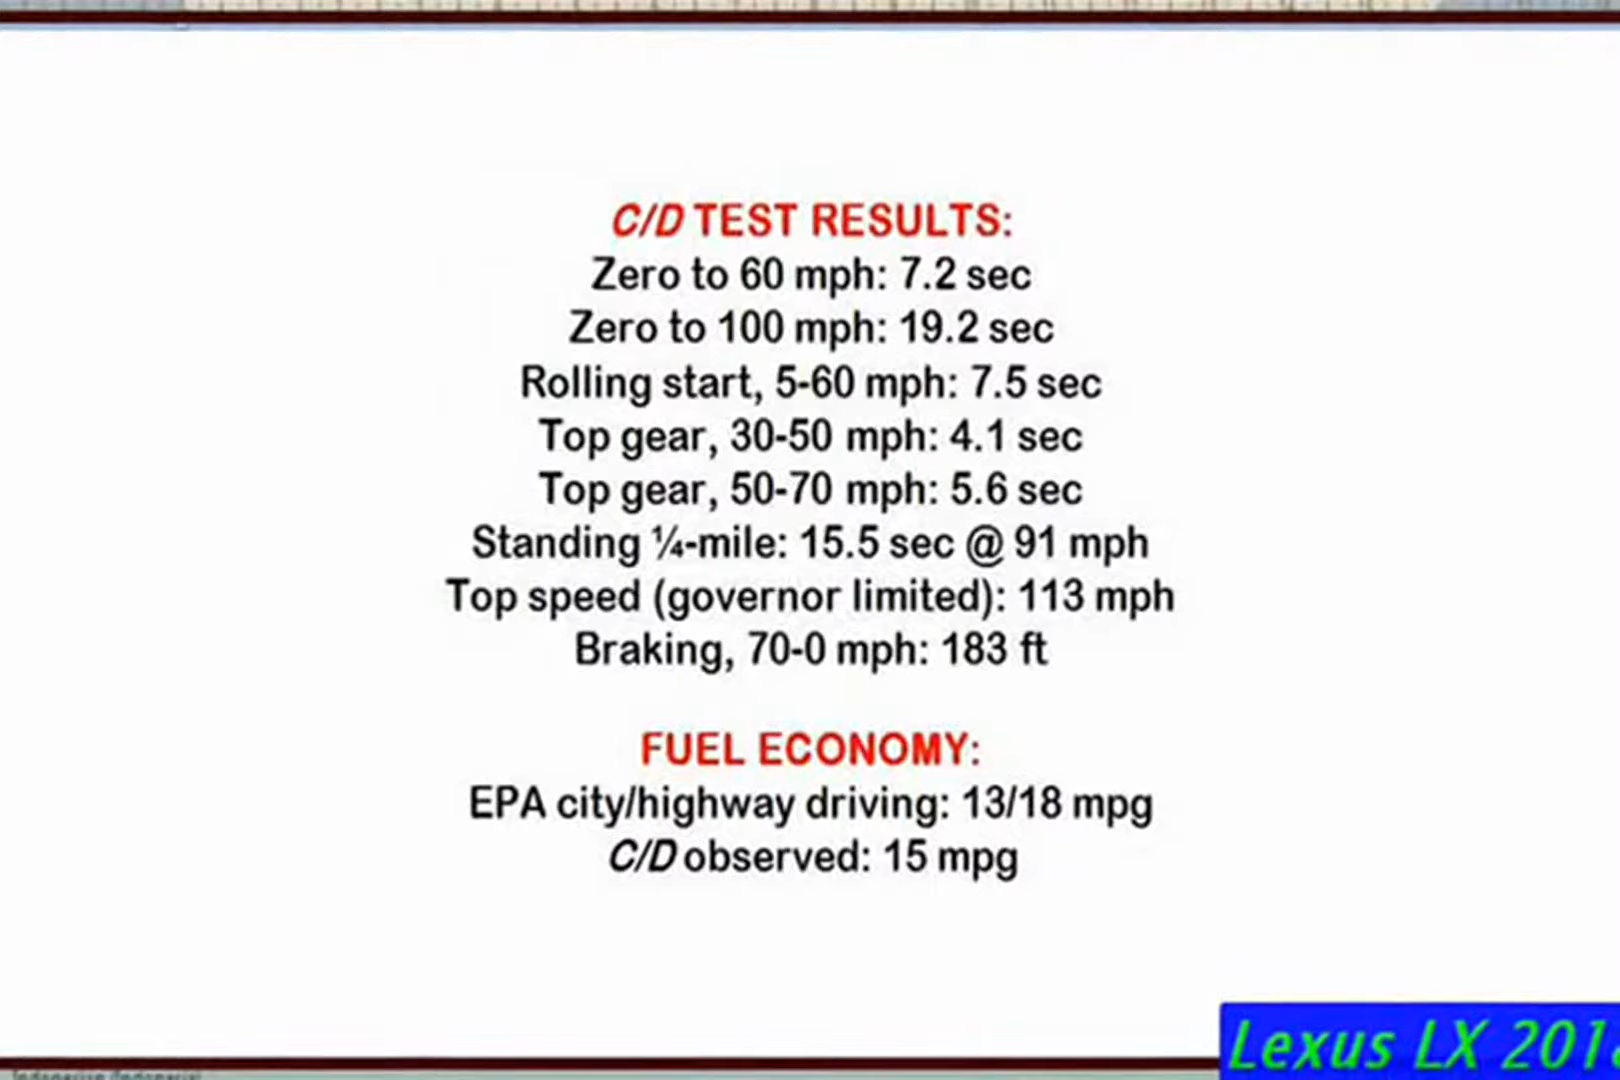 C/D TEST RESULTS:
Zero to 60 mph: 7.2 sec
Zero to 100 mph: 19.2 sec
Rolling start, 5-60 mph: 7.5 sec
Top gear, 30-50 mph: 4.1 sec
Top gear, 50-70 mph: 5.6 sec
Standing ¼-mile: 15.5 sec @ 91 mph
Top speed (governor limited): 113 mph
Braking, 70-0 mph: 183 ft
FUEL ECONOMY:
EPA city/highway driving: 13/18 mpg
C/D observed: 15 mpg
Lexus LX